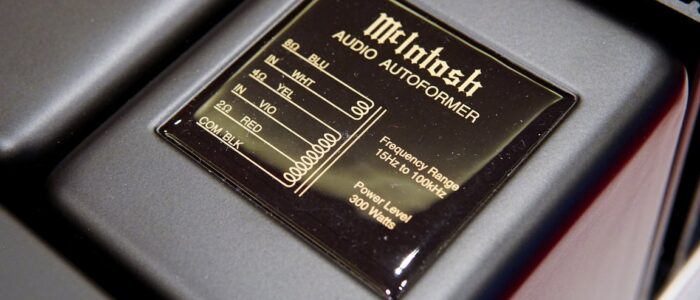 McIntosh
AUDIO AUTOFORMER
8Ω BLU
IN WHT
4Ω YEL
IN VIO
2Ω RED
COM BLK
Frequency Range
15Hz to 100kHz
Power Level
300 Watts